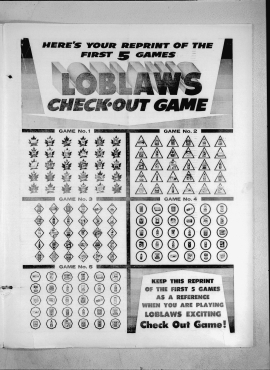 HERE'S YOUR REPRINT OF THE
FIRST 5 GAMES
LOBLAWS
CHECK-OUT GAME
GAME No. 1
GAME No. 2
GAME No. 3
GAME No. 4
GAME No. 5
KEEP THIS REPRINT
OF THE FIRST 5 GAMES
AS A REFERENCE
WHEN YOU ARE PLAYING
LOBLAWS EXCITING
Check Out Game!